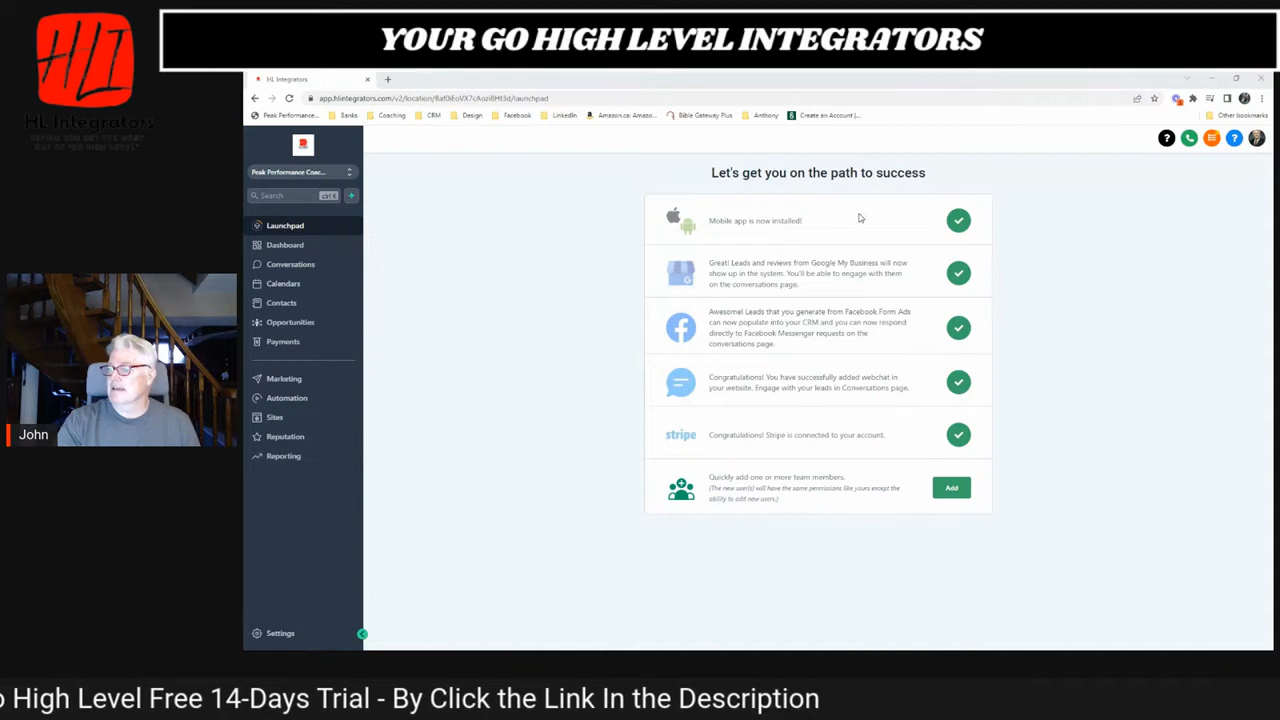 YOUR GO HIGH LEVEL INTEGRATORS
HLI
HL Integrators
HL Integrators
app.hlintegrators.com/v2/location/
/launchpad
Peak Performance...
Banks
Coaching
CRM
Design
Facebook
LinkedIn
Amazon.ca: Amazo...
Bible Gateway Plus
Anthony
Create an Account |...
Other bookmarks
Peak Performance Coac...
Search
ctrl K
Launchpad
Dashboard
Conversations
Calendars
Contacts
Opportunities
Payments
Marketing
Automation
Sites
Reputation
Reporting
Settings
Let's get you on the path to success
Mobile app is now installed!
Great! Leads and reviews from Google My Business will now
show up in the system. You'll be able to engage with them
on the conversations page.
Awesome! Leads that you generate from Facebook Form Ads
can now populate into your CRM and you can now respond
directly to Facebook Messenger requests on the
conversations page.
Congratulations! You have successfully added webchat in
your website. Engage with your leads in Conversations page.
stripe
Congratulations! Stripe is connected to your account.
Quickly add one or more team members.
(The new user(s) will have the same permissions like yours except the
ability to add new users.)
Add
John
o High Level Free 14-Days Trial - By Click the Link In the Description